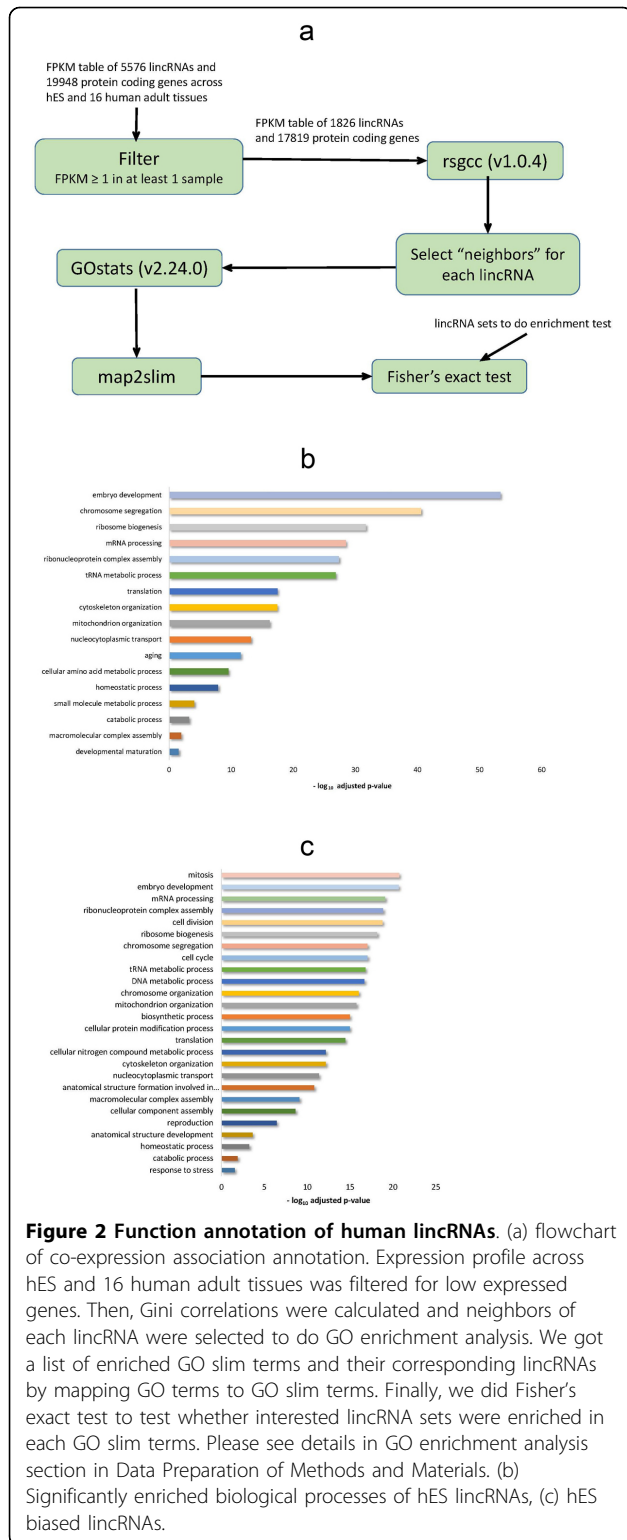 a
FPKM table of 5576 lincRNAs and
19948 protein coding genes across
hES and 16 human adult tissues
FPKM table of 1826 lincRNAs
and 17819 protein coding genes
Filter
FPKM ≥ 1 in at least 1 sample
rsgcc (v1.0.4)
Select “neighbors” for
each lincRNA
GOstats (v2.24.0)
lincRNA sets to do enrichment test
map2slim
Fisher’s exact test
b
embryo development
chromosome segregation
ribosome biogenesis
mRNA processing
ribonucleoprotein complex assembly
tRNA metabolic process
translation
cytoskeleton organization
mitochondrion organization
nucleocytoplasmic transport
aging
cellular amino acid metabolic process
homeostatic process
small molecule metabolic process
catabolic process
macromolecular complex assembly
developmental maturation
0 10 20 30 40 50 60
- log₁₀ adjusted p-value
c
mitosis
embryo development
mRNA processing
ribonucleoprotein complex assembly
cell division
ribosome biogenesis
chromosome segregation
cell cycle
tRNA metabolic process
DNA metabolic process
chromosome organization
mitochondrion organization
biosynthetic process
cellular protein modification process
translation
cellular nitrogen compound metabolic process
cytoskeleton organization
nucleocytoplasmic transport
anatomical structure formation involved in...
macromolecular complex assembly
cellular component assembly
reproduction
anatomical structure development
homeostatic process
catabolic process
response to stress
0 5 10 15 20 25
- log₁₀ adjusted p-value
Figure 2 Function annotation of human lincRNAs. (a) flowchart
of co-expression association annotation. Expression profile across
hES and 16 human adult tissues was filtered for low expressed
genes. Then, Gini correlations were calculated and neighbors of
each lincRNA were selected to do GO enrichment analysis. We got
a list of enriched GO slim terms and their corresponding lincRNAs
by mapping GO terms to GO slim terms. Finally, we did Fisher’s
exact test to test whether interested lincRNA sets were enriched in
each GO slim terms. Please see details in GO enrichment analysis
section in Data Preparation of Methods and Materials. (b)
Significantly enriched biological processes of hES lincRNAs, (c) hES
biased lincRNAs.